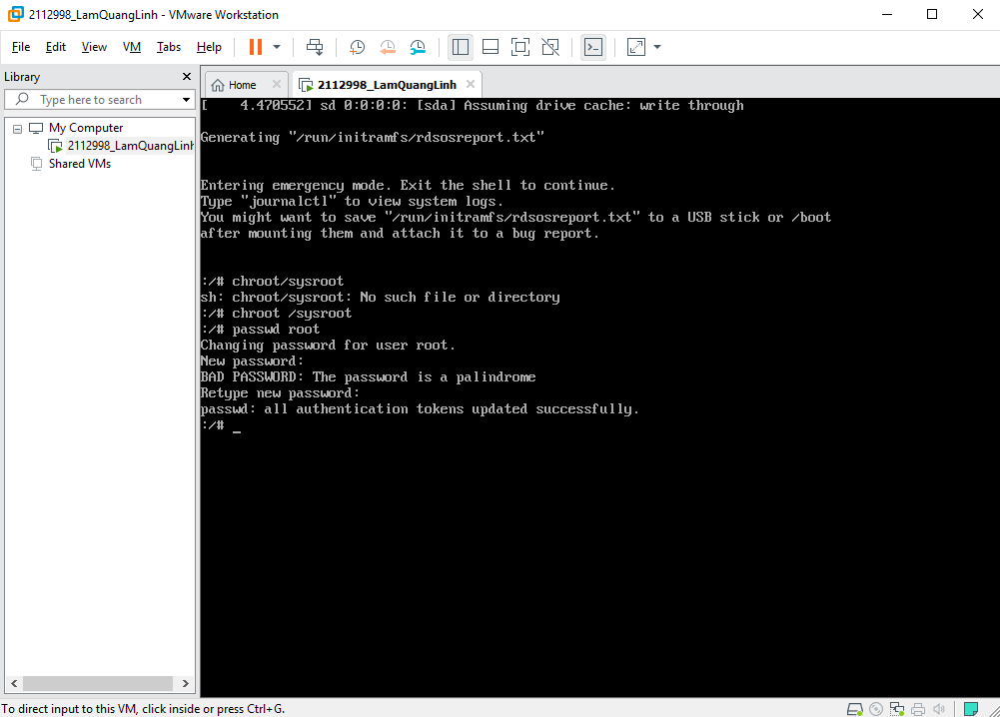 2112998_LamQuangLinh - VMware Workstation
File Edit View VM Tabs Help
Library
Type here to search
My Computer
2112998_LamQuangLinh
Shared VMs
Home
2112998_LamQuangLinh
[    4.470552] sd 0:0:0:0: [sda] Assuming drive cache: write through
Generating "/run/initramfs/rdsosreport.txt"
Entering emergency mode. Exit the shell to continue.
Type "journalctl" to view system logs.
You might want to save "/run/initramfs/rdsosreport.txt" to a USB stick or /boot
after mounting them and attach it to a bug report.
:/# chroot/sysroot
sh: chroot/sysroot: No such file or directory
:/# chroot /sysroot
:/# passwd root
Changing password for user root.
New password:
BAD PASSWORD: The password is a palindrome
Retype new password:
passwd: all authentication tokens updated successfully.
:/# _
To direct input to this VM, click inside or press Ctrl+G.